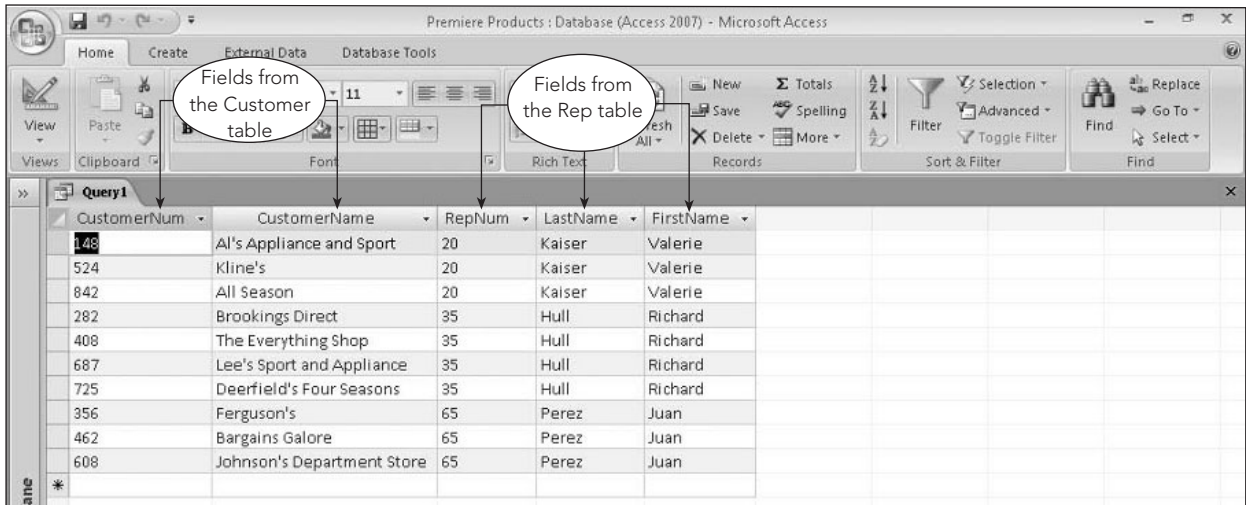 Premiere Products : Database (Access 2007) - Microsoft Access
Home Create External Data Database Tools
View
Views
Paste
Clipboard
Fields from
the Customer
table
11
B
Font
Fields from
the Rep table
Rich Text
All
New
Save
Delete
Totals
Spelling
More
Records
Filter
Selection
Advanced
Toggle Filter
Sort & Filter
Find
Replace
Go To
Select
Find
Query1
CustomerNum CustomerName RepNum LastName FirstName
148 Al's Appliance and Sport 20 Kaiser Valerie
524 Kline's 20 Kaiser Valerie
842 All Season 20 Kaiser Valerie
282 Brookings Direct 35 Hull Richard
408 The Everything Shop 35 Hull Richard
687 Lee's Sport and Appliance 35 Hull Richard
725 Deerfield's Four Seasons 35 Hull Richard
356 Ferguson's 65 Perez Juan
462 Bargains Galore 65 Perez Juan
608 Johnson's Department Store 65 Perez Juan